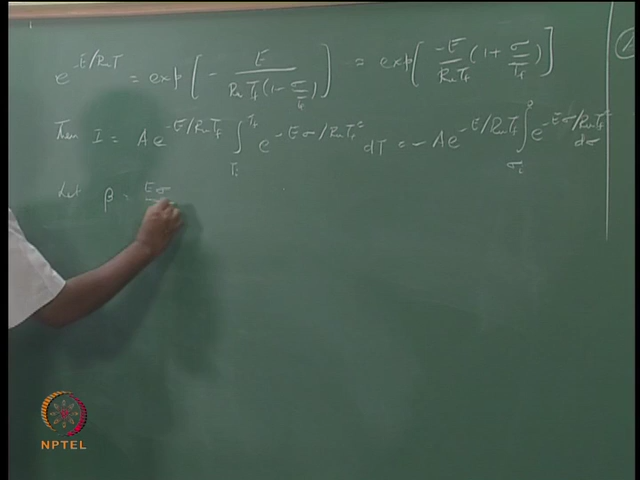 e^{-E/RuT} = exp[- E / RuTf(1 - σ/Tf)] = exp[-E/RuTf (1 + σ/Tf)]
Then I = A e^{-E/RuTf} ∫_{Ti}^{Tf} e^{-Eσ/RuTf²} dT = -A e^{-E/RuTf} ∫_{σi}^{0} e^{-Eσ/RuTf²} dσ
Let β = Eσ
NPTEL